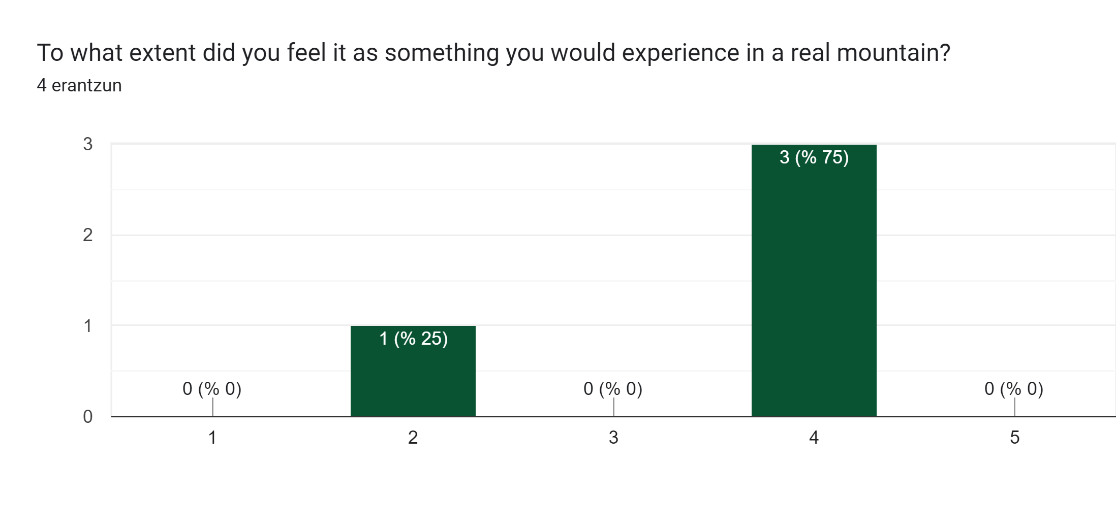 To what extent did you feel it as something you would experience in a real mountain?
4 erantzun
3
3 (% 75)
2
1
1 (% 25)
0 (% 0)
0 (% 0)
0 (% 0)
0
1
2
3
4
5